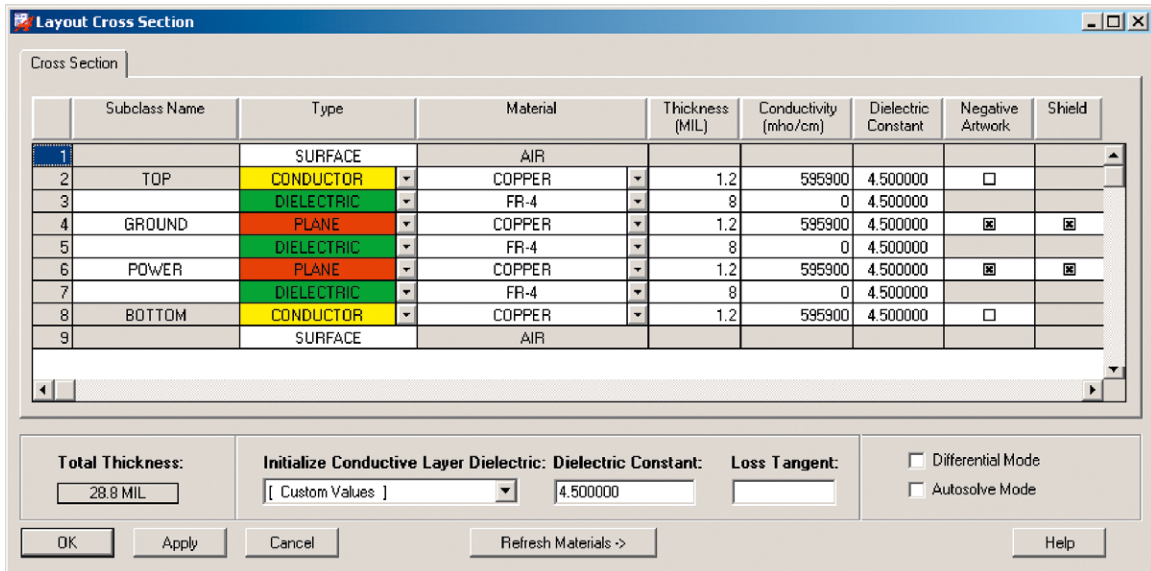 Layout Cross Section
Cross Section
Subclass Name Type Material Thickness (MIL) Conductivity (mho/cm) Dielectric Constant Negative Artwork Shield
1 SURFACE AIR
2 TOP CONDUCTOR COPPER 1.2 595900 4.500000
3 DIELECTRIC FR-4 8 0 4.500000
4 GROUND PLANE COPPER 1.2 595900 4.500000
5 DIELECTRIC FR-4 8 0 4.500000
6 POWER PLANE COPPER 1.2 595900 4.500000
7 DIELECTRIC FR-4 8 0 4.500000
8 BOTTOM CONDUCTOR COPPER 1.2 595900 4.500000
9 SURFACE AIR
Total Thickness: Initialize Conductive Layer Dielectric: Dielectric Constant: Loss Tangent: Differential Mode
28.8 MIL [ Custom Values ] 4.500000 Autosolve Mode
OK Apply Cancel Refresh Materials -> Help